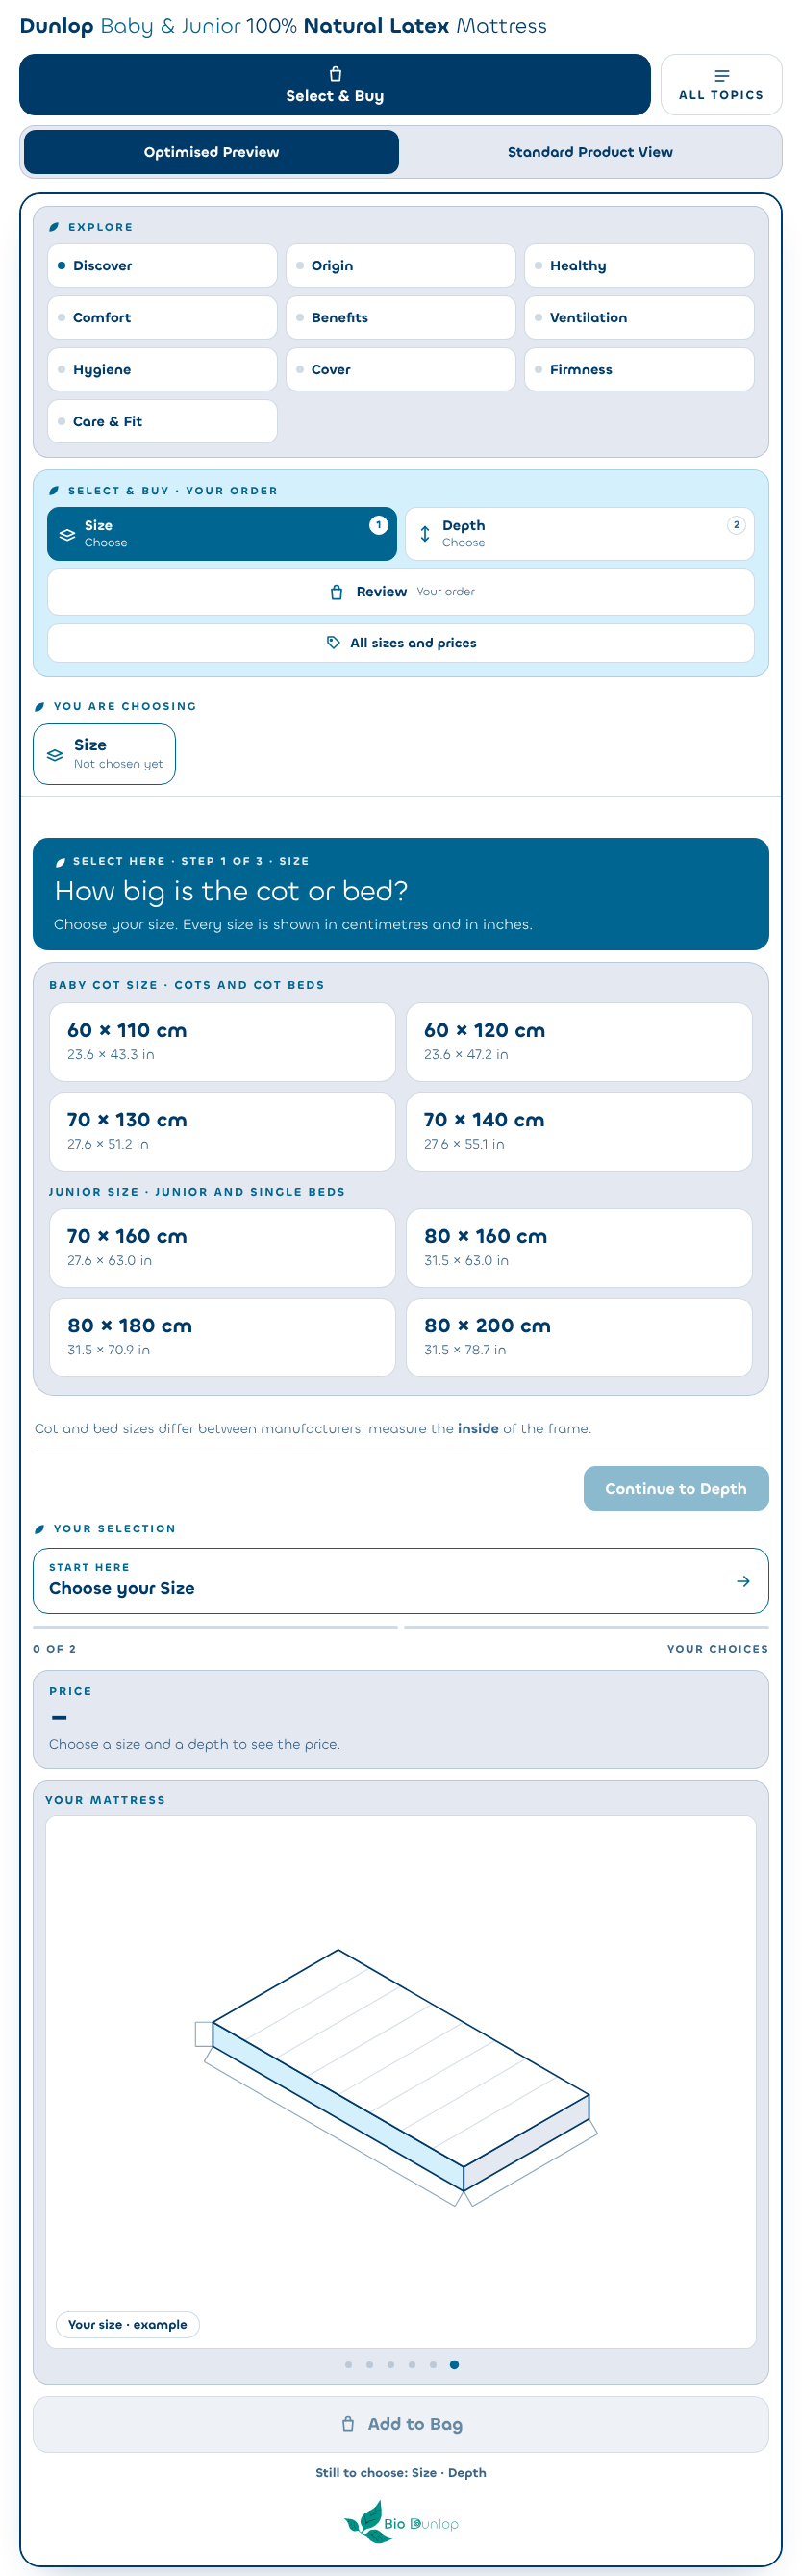 Dunlop Baby & Junior 100% Natural Latex Mattress
Select & Buy
ALL TOPICS
Optimised Preview
Standard Product View
EXPLORE
Discover
Origin
Healthy
Comfort
Benefits
Ventilation
Hygiene
Cover
Firmness
Care & Fit
SELECT & BUY · YOUR ORDER
Size
Choose
1
Depth
Choose
2
Review Your order
All sizes and prices
YOU ARE CHOOSING
Size
Not chosen yet
SELECT HERE · STEP 1 OF 3 · SIZE
How big is the cot or bed?
Choose your size. Every size is shown in centimetres and in inches.
BABY COT SIZE · COTS AND COT BEDS
60 × 110 cm
23.6 × 43.3 in
60 × 120 cm
23.6 × 47.2 in
70 × 130 cm
27.6 × 51.2 in
70 × 140 cm
27.6 × 55.1 in
JUNIOR SIZE · JUNIOR AND SINGLE BEDS
70 × 160 cm
27.6 × 63.0 in
80 × 160 cm
31.5 × 63.0 in
80 × 180 cm
31.5 × 70.9 in
80 × 200 cm
31.5 × 78.7 in
Cot and bed sizes differ between manufacturers: measure the inside of the frame.
Continue to Depth
YOUR SELECTION
START HERE
Choose your Size
0 OF 2
YOUR CHOICES
PRICE
–
Choose a size and a depth to see the price.
YOUR MATTRESS
Your size · example
Add to Bag
Still to choose: Size · Depth
Bio Dunlop